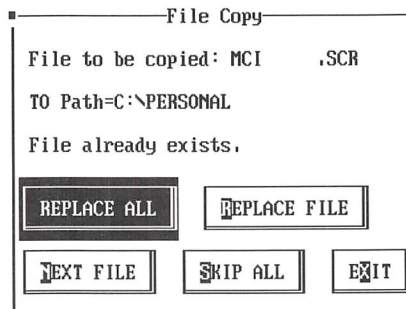 File Copy
File to be copied: MCI .SCR
TO Path=C:\PERSONAL
File already exists.
REPLACE ALL REPLACE FILE
NEXT FILE SKIP ALL EXIT